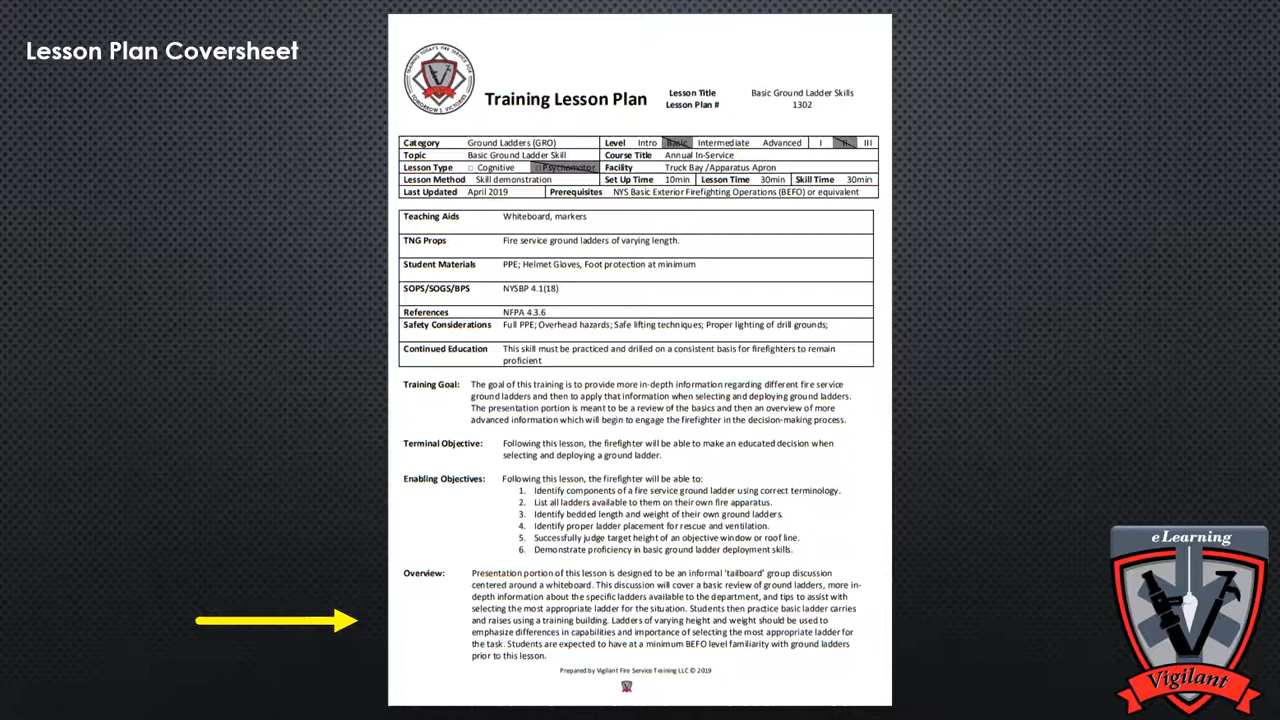 Lesson Plan Coversheet
TRAINING TODAY'S FIRE SERVICE FOR
TOMORROW'S VICTORIES
Training Lesson Plan
Lesson Title Basic Ground Ladder Skills
Lesson Plan # 1302
Category Ground Ladders (GRO) Level Intro Basic Intermediate Advanced I II III
Topic Basic Ground Ladder Skill Course Title Annual In-Service
Lesson Type □ Cognitive □ Psychomotor Facility Truck Bay /Apparatus Apron
Lesson Method Skill demonstration Set Up Time 10min Lesson Time 30min Skill Time 30min
Last Updated April 2019 Prerequisites NYS Basic Exterior Firefighting Operations (BEFO) or equivalent
Teaching Aids Whiteboard, markers
TNG Props Fire service ground ladders of varying length.
Student Materials PPE; Helmet Gloves, Foot protection at minimum
SOPS/SOGS/BPS NYSBP 4.1(18)
References NFPA 4.3.6
Safety Considerations Full PPE; Overhead hazards; Safe lifting techniques; Proper lighting of drill grounds;
Continued Education This skill must be practiced and drilled on a consistent basis for firefighters to remain
proficient
Training Goal: The goal of this training is to provide more in-depth information regarding different fire service
ground ladders and then to apply that information when selecting and deploying ground ladders.
The presentation portion is meant to be a review of the basics and then an overview of more
advanced information which will begin to engage the firefighter in the decision-making process.
Terminal Objective: Following this lesson, the firefighter will be able to make an educated decision when
selecting and deploying a ground ladder.
Enabling Objectives: Following this lesson, the firefighter will be able to:
1. Identify components of a fire service ground ladder using correct terminology.
2. List all ladders available to them on their own fire apparatus.
3. Identify bedded length and weight of their own ground ladders.
4. Identify proper ladder placement for rescue and ventilation.
5. Successfully judge target height of an objective window or roof line.
6. Demonstrate proficiency in basic ground ladder deployment skills.
Overview: Presentation portion of this lesson is designed to be an informal 'tailboard' group discussion
centered around a whiteboard. This discussion will cover a basic review of ground ladders, more in-
depth information about the specific ladders available to the department, and tips to assist with
selecting the most appropriate ladder for the situation. Students then practice basic ladder carries
and raises using a training building. Ladders of varying height and weight should be used to
emphasize differences in capabilities and importance of selecting the most appropriate ladder for
the task. Students are expected to have at a minimum BEFO level familiarity with ground ladders
prior to this lesson.
Prepared by Vigilant Fire Service Training LLC © 2019
eLearning
Vigilant